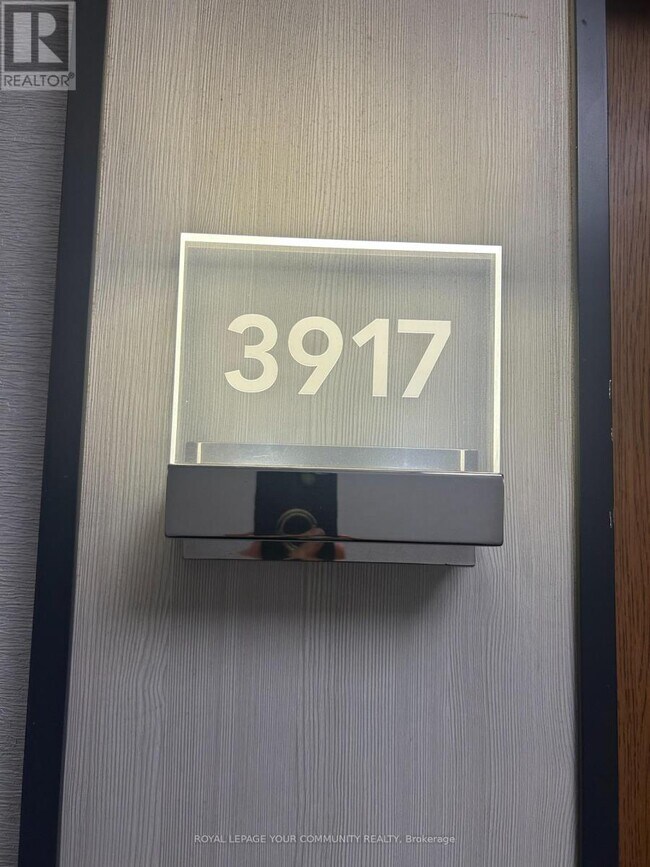 R
REALTOR®
3917
ROYAL LEPAGE YOUR COMMUNITY REALTY, Brokerage